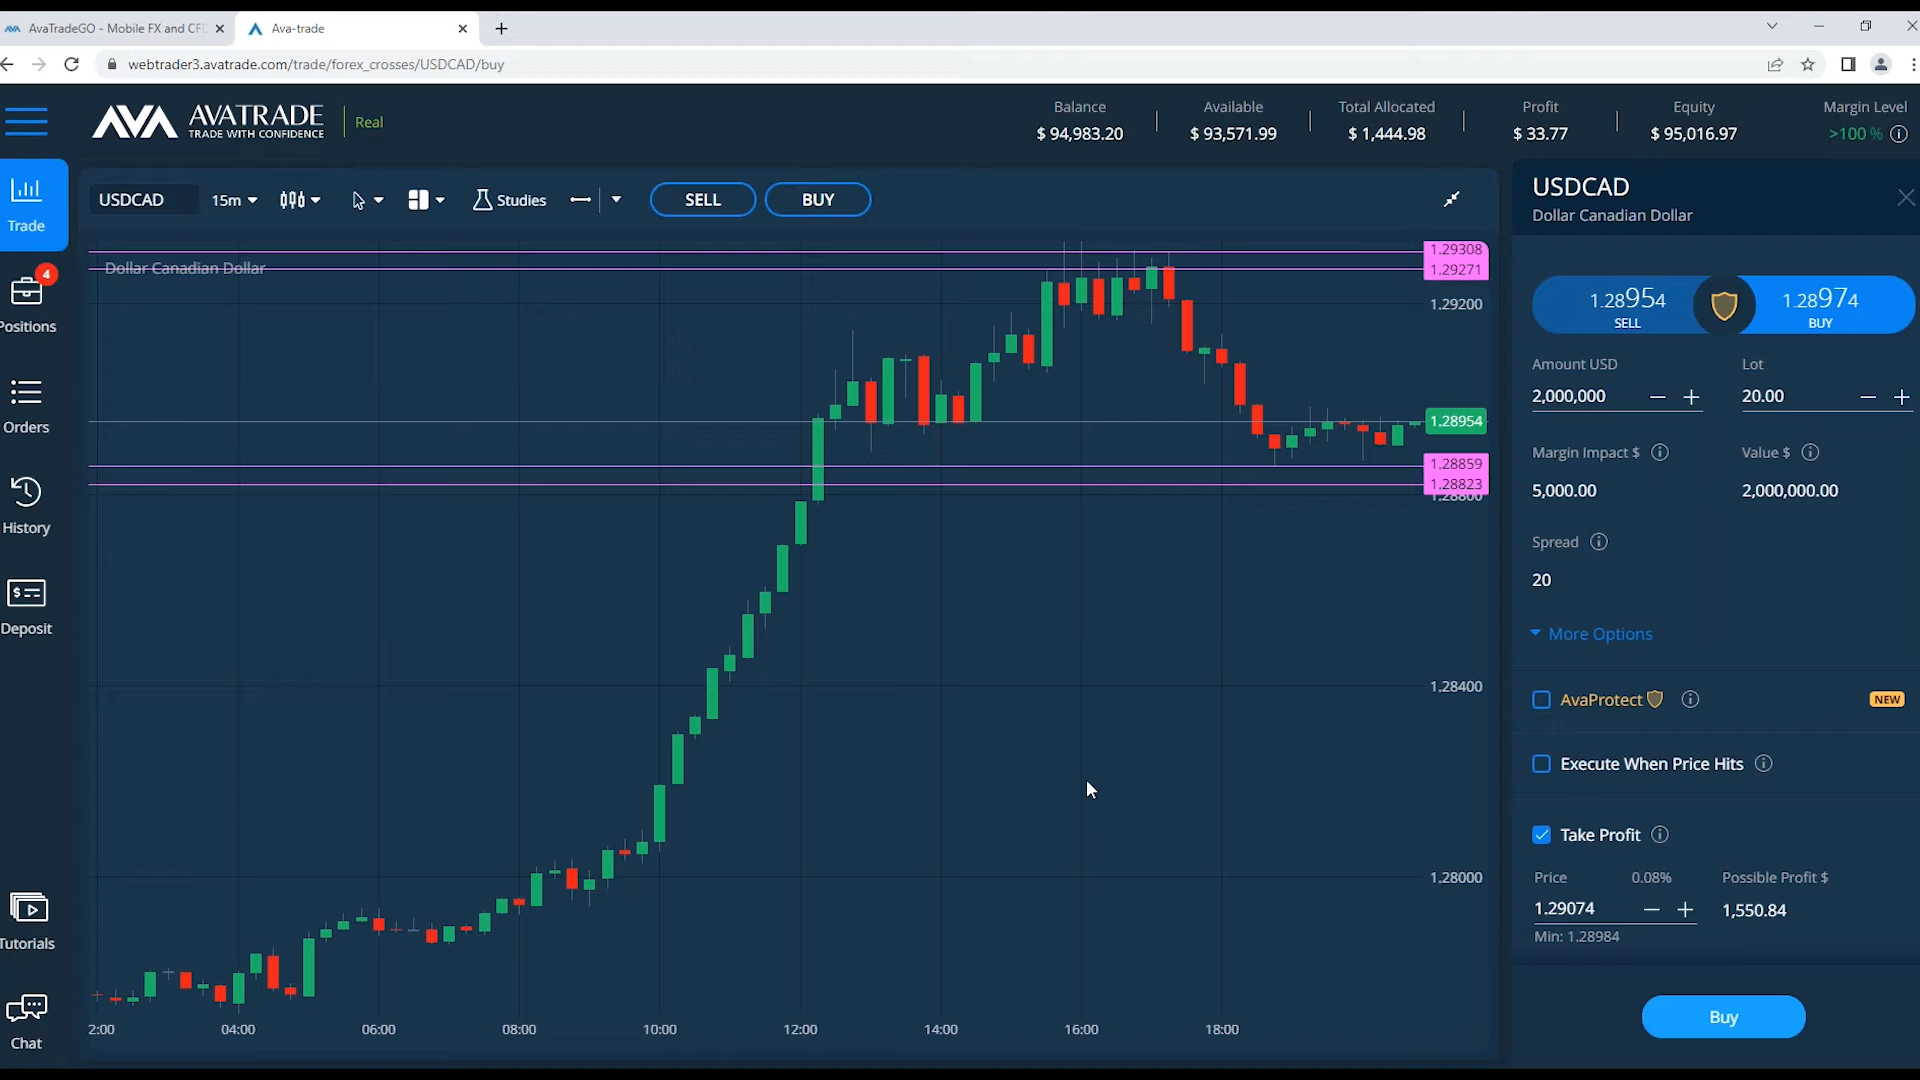 AvaTradeGO - Mobile FX and CF
Ava-trade
webtrader3.avatrade.com/trade/forex_crosses/USDCAD/buy
AVA AVATRADE
TRADE WITH CONFIDENCE
Real
Balance
$ 94,983.20
Available
$ 93,571.99
Total Allocated
$ 1,444.98
Profit
$ 33.77
Equity
$ 95,016.97
Margin Level
>100 %
Trade
4
Positions
Orders
History
Deposit
Tutorials
Chat
USDCAD
15m
Studies
SELL
BUY
Dollar Canadian Dollar
1.29308
1.29271
1.29200
1.28954
1.28859
1.28823
1.28800
1.28400
1.28000
2:00 04:00 06:00 08:00 10:00 12:00 14:00 16:00 18:00
USDCAD
Dollar Canadian Dollar
1.28954
SELL
1.28974
BUY
Amount USD Lot
2,000,000 20.00
Margin Impact $ Value $
5,000.00 2,000,000.00
Spread
20
More Options
AvaProtect NEW
Execute When Price Hits
Take Profit
Price 0.08% Possible Profit $
1.29074 1,550.84
Min: 1.28984
Buy